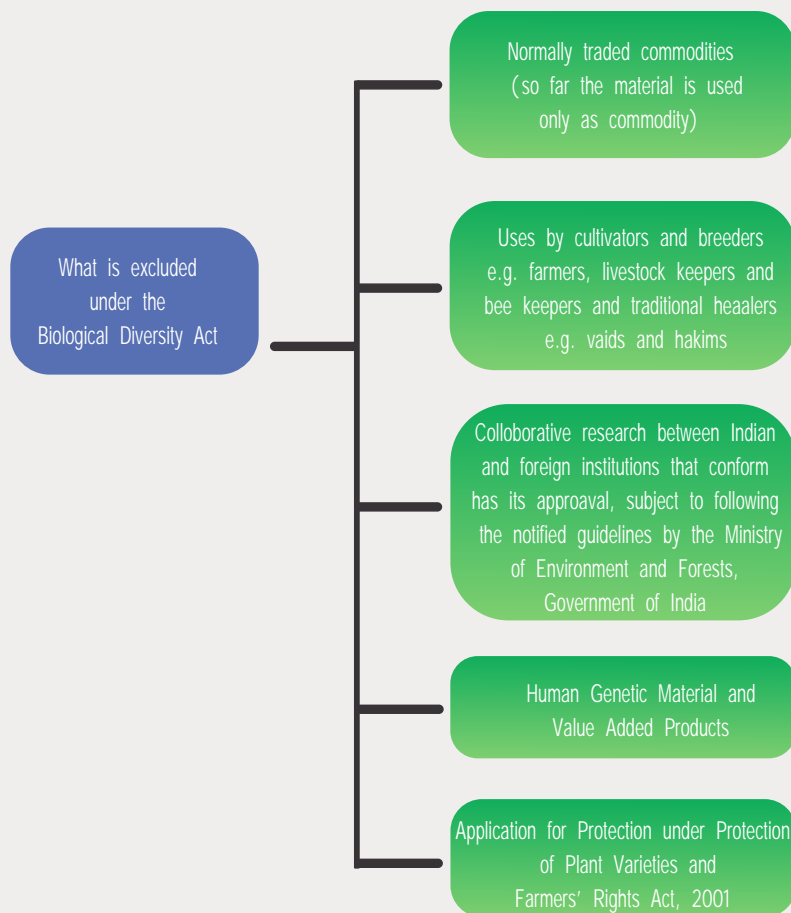 What is excluded
under the
Biological Diversity Act
Normally traded commodities
(so far the material is used
only as commodity)
Uses by cultivators and breeders
e.g. farmers, livestock keepers and
bee keepers and traditional heaalers
e.g. vaids and hakims
Colloborative research between Indian
and foreign institutions that conform
has its approaval, subject to following
the notified guidelines by the Ministry
of Environment and Forests,
Government of India
Human Genetic Material and
Value Added Products
Application for Protection under Protection
of Plant Varieties and
Farmers' Rights Act, 2001